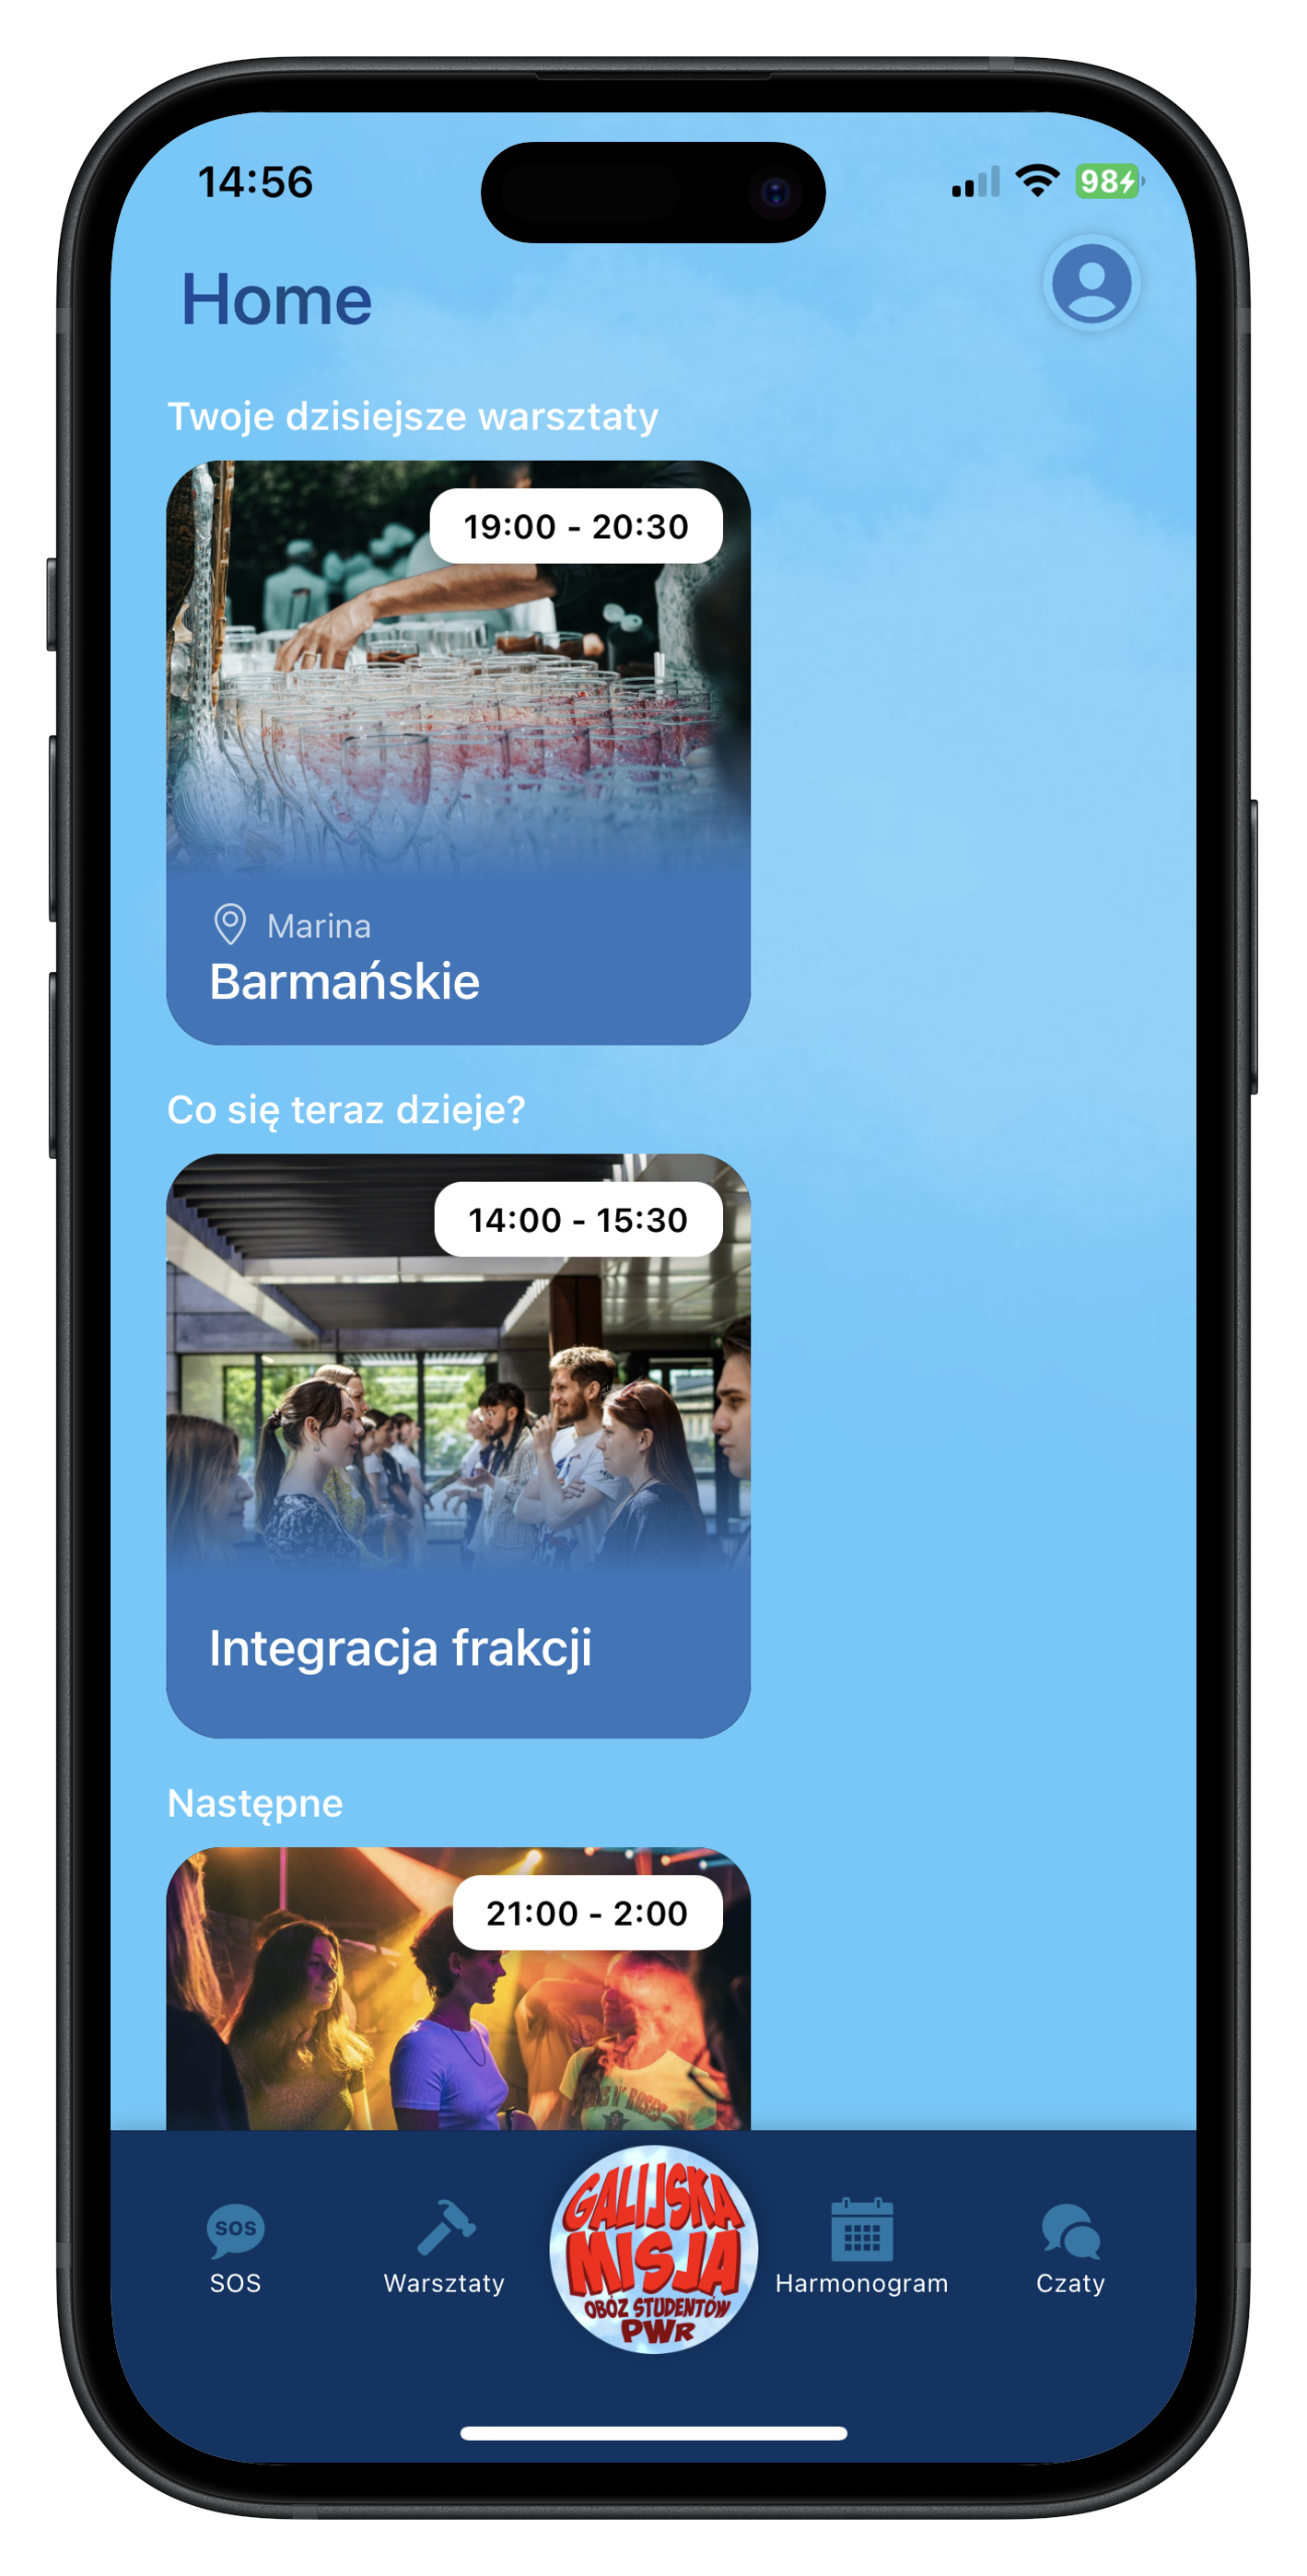 14:56
98
Home
Twoje dzisiejsze warsztaty
19:00 - 20:30
Marina
Barmańskie
Co się teraz dzieje?
14:00 - 15:30
Integracja frakcji
Następne
21:00 - 2:00
GUNS N' ROSES
SOS
SOS
Warsztaty
GALIJSKA
MISJA
OBÓZ STUDENTÓW
PWR
Harmonogram
Czaty